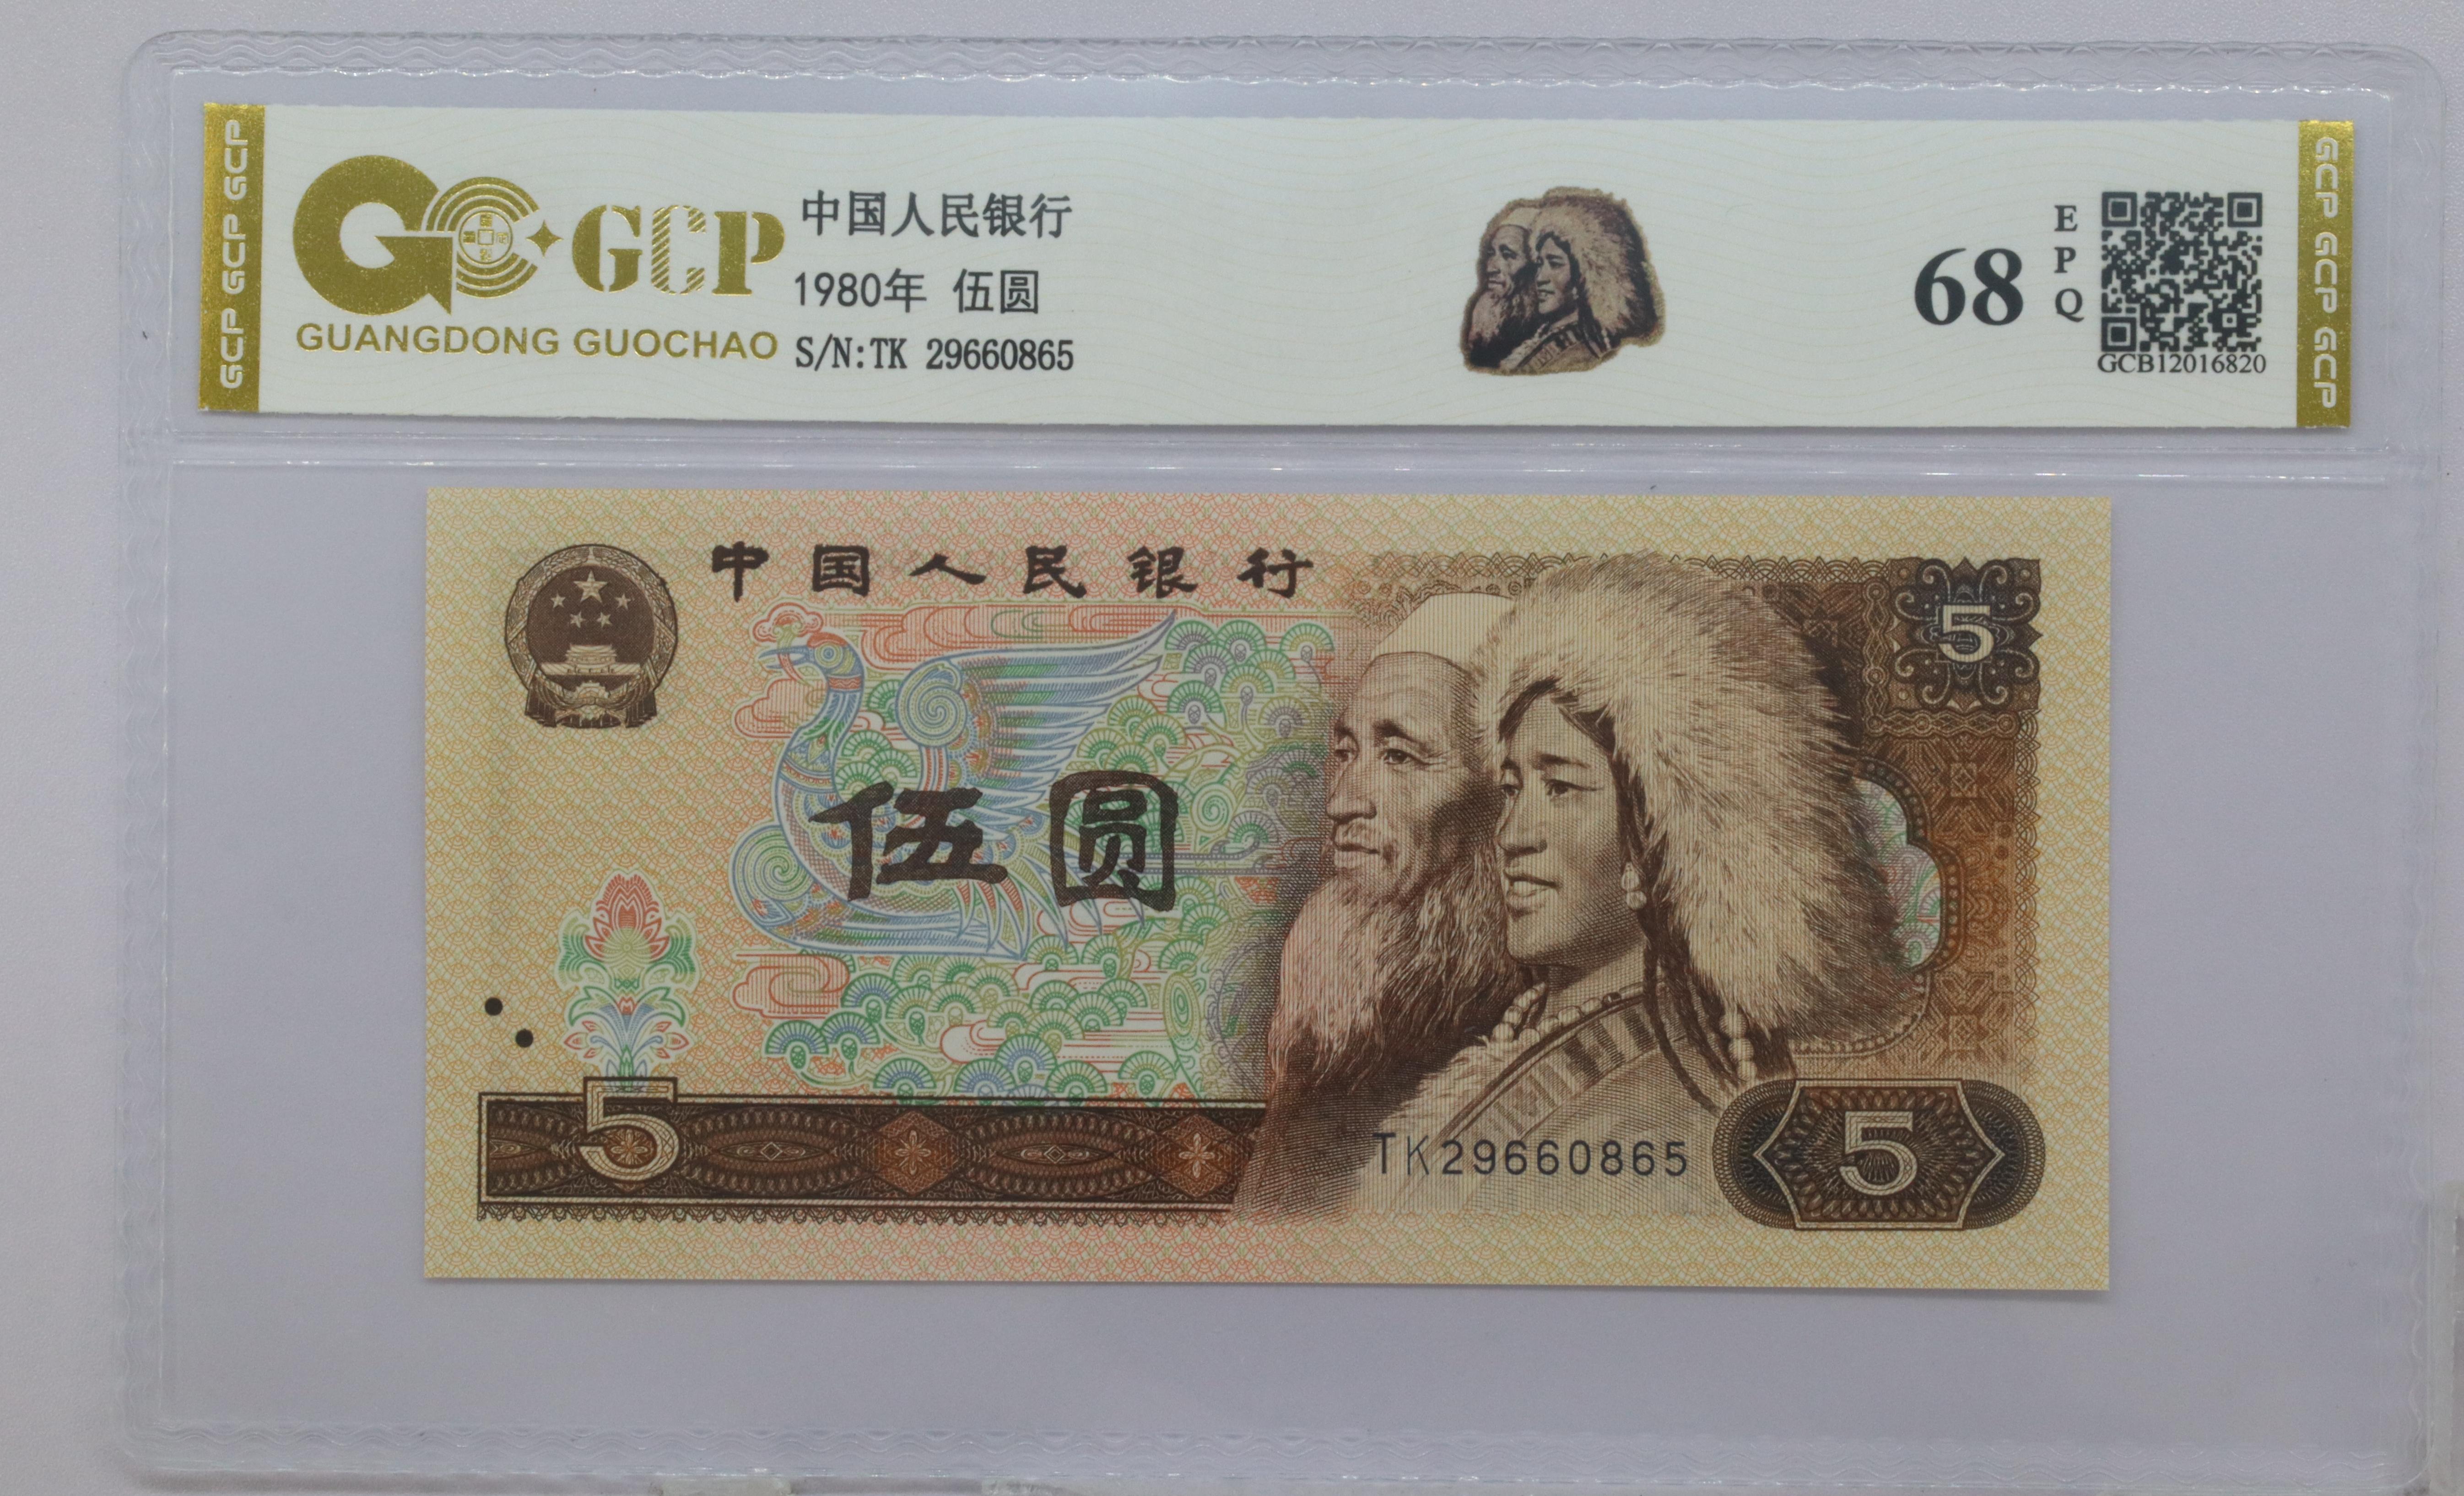 GCP GCP GCP
GCP
GUANGDONG GUOCHAO
中国人民银行
1980年 伍圆
S/N:TK 29660865
68
EPQ
GCB12016820
GCP GCP GCP
中国人民银行
5
伍圆
5
TK29660865
5